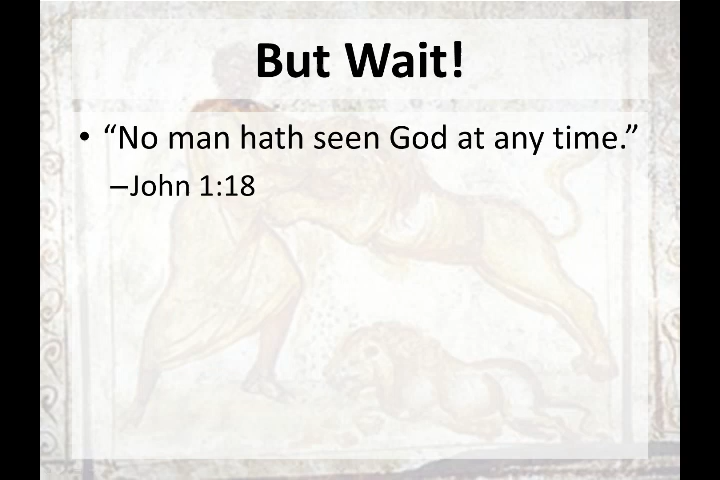 But Wait!
• “No man hath seen God at any time.”
–John 1:18